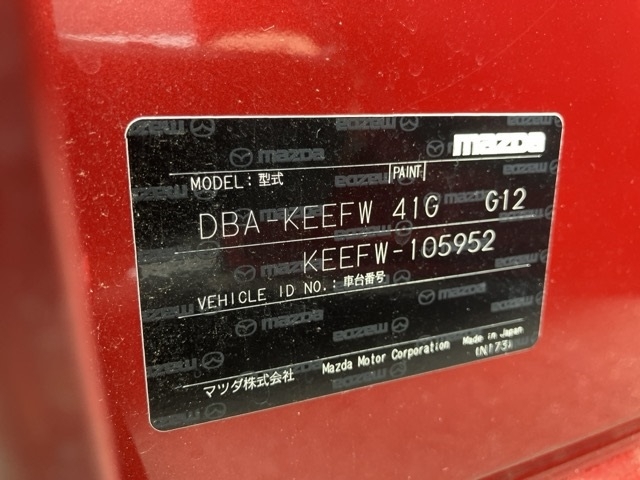 mazda
MODEL:型式 PAINT
DBA-KEEFW 41G G12
KEEFW-105952
VEHICLE ID NO.:車台番号
Made in Japan
マツダ株式会社 Mazda Motor Corporation